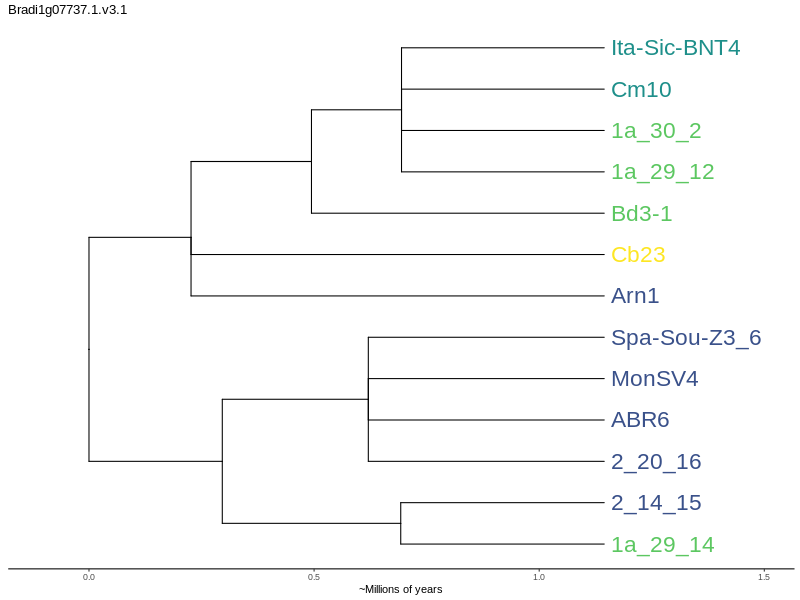 Bradi1g07737.1.v3.1
Ita-Sic-BNT4
Cm10
1a_30_2
1a_29_12
Bd3-1
Cb23
Arn1
Spa-Sou-Z3_6
MonSV4
ABR6
2_20_16
2_14_15
1a_29_14
0.0 0.5 1.0 1.5
~Millions of years